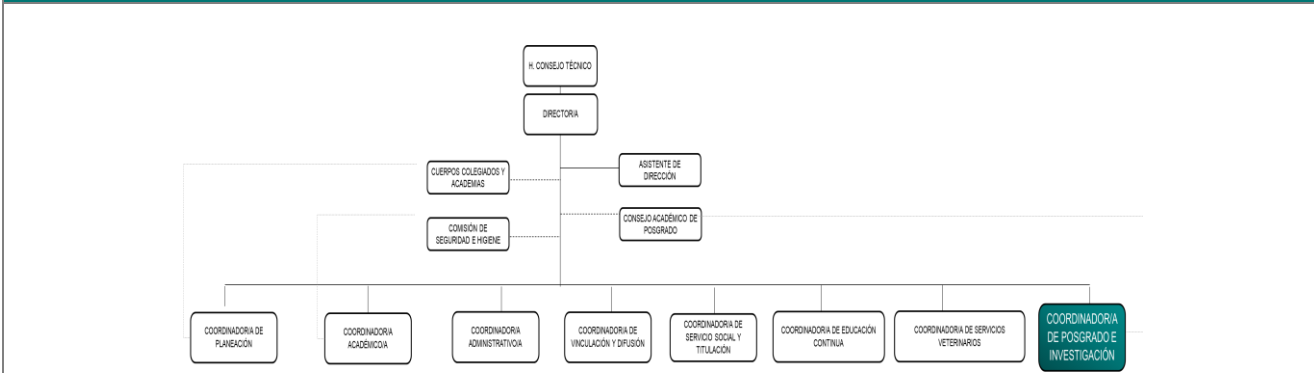 H. CONSEJO TÉCNICO
DIRECTOR/A
CUERPOS COLEGIADOS Y
ACADEMIAS
ASISTENTE DE
DIRECCIÓN
COMISIÓN DE
SEGURIDAD E HIGIENE
CONSEJO ACADÉMICO DE
POSGRADO
COORDINADOR/A DE
PLANEACIÓN
COORDINADOR/A
ACADÉMICO/A
COORDINADOR/A
ADMINISTRATIVO/A
COORDINADOR/A DE
VINCULACIÓN Y DIFUSIÓN
COORDINADOR/A DE
SERVICIO SOCIAL Y
TITULACIÓN
COORDINADOR/A DE EDUCACIÓN
CONTINUA
COORDINADOR/A DE SERVICIOS
VETERINARIOS
COORDINADOR/A
DE POSGRADO E
INVESTIGACIÓN